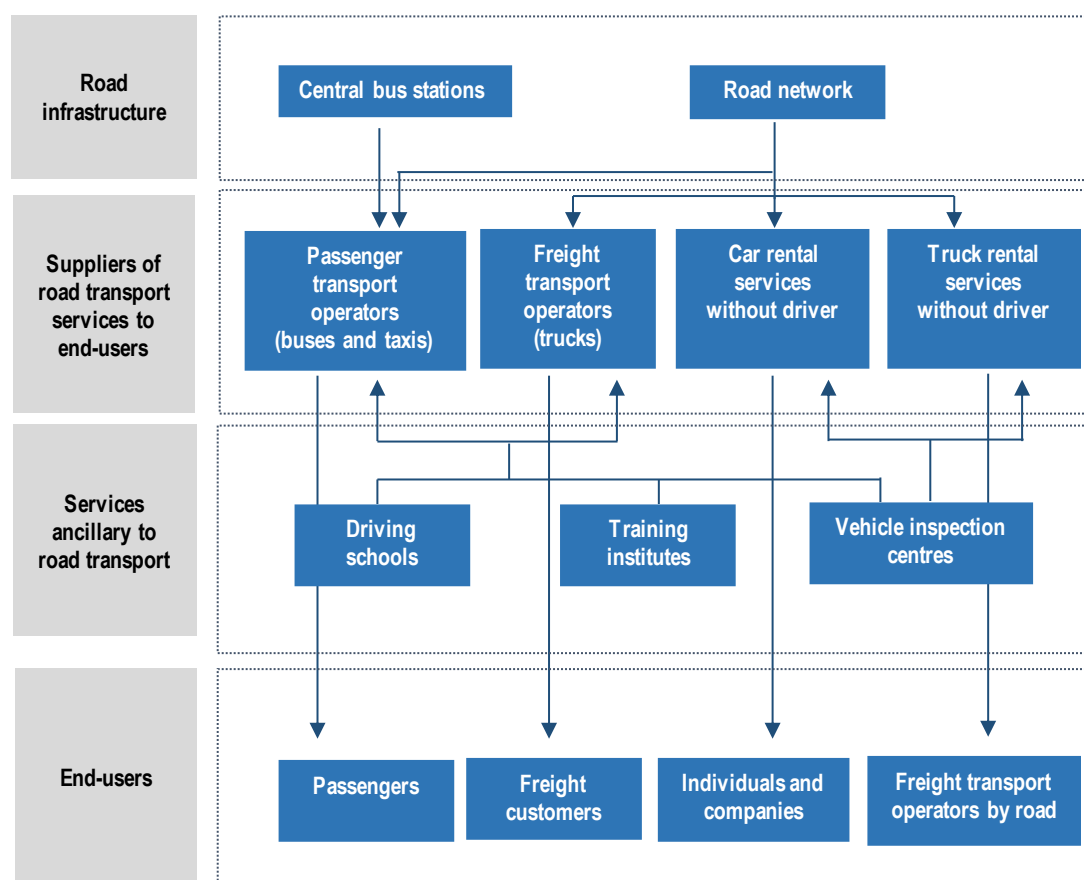 Road
infrastructure
Central bus stations
Road network
Suppliers of
road transport
services to
end-users
Passenger
transport
operators
(buses and taxis)
Freight
transport
operators
(trucks)
Car rental
services
without driver
Truck rental
services
without driver
Services
ancillary to
road transport
Driving
schools
Training
institutes
Vehicle inspection
centres
End-users
Passengers
Freight
customers
Individuals and
companies
Freight transport
operators by road